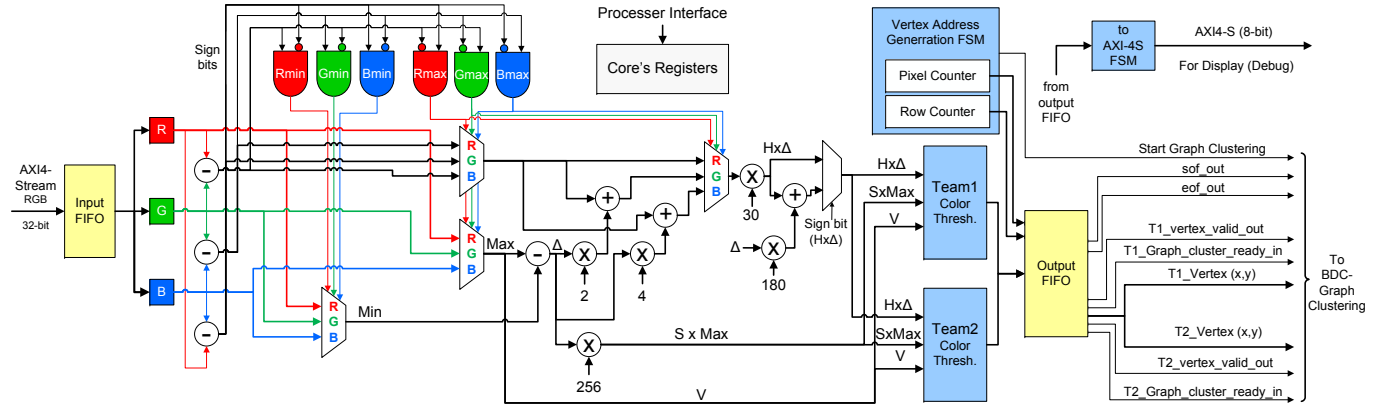 Processer Interface
Core's Registers
Sign
bits
Rmin
Gmin
Bmin
Rmax
Gmax
Bmax
Vertex Address
Generration FSM
Pixel Counter
Row Counter
to
AXI-4S
FSM
from
output
FIFO
AXI4-S (8-bit)
For Display (Debug)
AXI4-
Stream
RGB
32-bit
Input
FIFO
R
G
B
−
−
−
R
G
B
R
G
B
R
G
B
Min
Max
−
Δ
X
2
+
X
4
+
X
256
S x Max
V
R
G
B
X
30
HxΔ
+
Δ
X
180
Sign bit
(HxΔ)
HxΔ
SxMax
V
Team1
Color
Thresh.
HxΔ
SxMax
V
Team2
Color
Thresh.
Output
FIFO
Start Graph Clustering
sof_out
eof_out
T1_vertex_valid_out
T1_Graph_cluster_ready_in
T1_Vertex (x,y)
T2_Vertex (x,y)
T2_vertex_valid_out
T2_Graph_cluster_ready_in
To
BDC-
Graph
Clustering